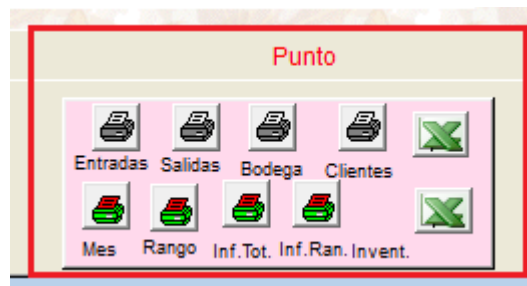 Punto
Entradas Salidas Bodega Clientes
Mes Rango Inf.Tot. Inf.Ran. Invent.